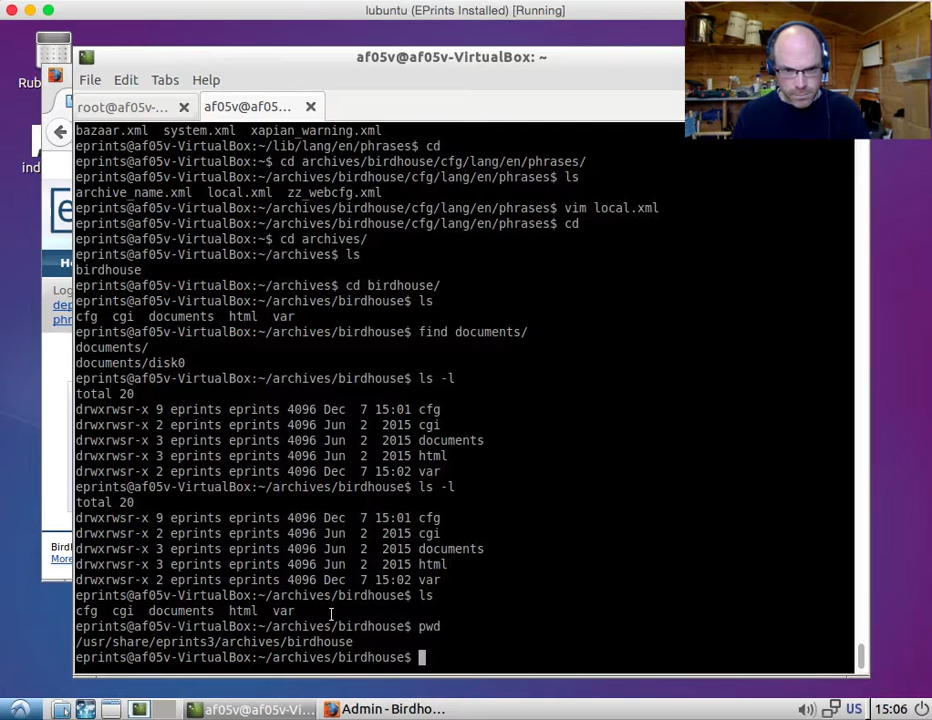 lubuntu (EPrints Installed) [Running]
Rub
af05v@af05v-VirtualBox: ~
File Edit Tabs Help
root@af05v-...
af05v@af05...
ind
bazaar.xml system.xml xapian_warning.xml
eprints@af05v-VirtualBox:~/lib/lang/en/phrases$ cd
eprints@af05v-VirtualBox:~$ cd archives/birdhouse/cfg/lang/en/phrases/
eprints@af05v-VirtualBox:~/archives/birdhouse/cfg/lang/en/phrases$ ls
archive_name.xml local.xml zz_webcfg.xml
eprints@af05v-VirtualBox:~/archives/birdhouse/cfg/lang/en/phrases$ vim local.xml
eprints@af05v-VirtualBox:~/archives/birdhouse/cfg/lang/en/phrases$ cd
eprints@af05v-VirtualBox:~$ cd archives/
eprints@af05v-VirtualBox:~/archives$ ls
birdhouse
eprints@af05v-VirtualBox:~/archives$ cd birdhouse/
eprints@af05v-VirtualBox:~/archives/birdhouse$ ls
cfg cgi documents html var
eprints@af05v-VirtualBox:~/archives/birdhouse$ find documents/
documents/
documents/disk0
eprints@af05v-VirtualBox:~/archives/birdhouse$ ls -l
total 20
drwxrwsr-x 9 eprints eprints 4096 Dec 7 15:01 cfg
drwxrwsr-x 2 eprints eprints 4096 Jun 2 2015 cgi
drwxrwsr-x 3 eprints eprints 4096 Jun 2 2015 documents
drwxrwsr-x 3 eprints eprints 4096 Jun 2 2015 html
drwxrwsr-x 2 eprints eprints 4096 Dec 7 15:02 var
eprints@af05v-VirtualBox:~/archives/birdhouse$ ls -l
total 20
drwxrwsr-x 9 eprints eprints 4096 Dec 7 15:01 cfg
drwxrwsr-x 2 eprints eprints 4096 Jun 2 2015 cgi
drwxrwsr-x 3 eprints eprints 4096 Jun 2 2015 documents
drwxrwsr-x 3 eprints eprints 4096 Jun 2 2015 html
drwxrwsr-x 2 eprints eprints 4096 Dec 7 15:02 var
eprints@af05v-VirtualBox:~/archives/birdhouse$ ls
cfg cgi documents html var
eprints@af05v-VirtualBox:~/archives/birdhouse$ pwd
/usr/share/eprints3/archives/birdhouse
eprints@af05v-VirtualBox:~/archives/birdhouse$
Ho
Load
dep
phr
Bird
More
af05v@af05v-Vi...
Admin - Birdho...
US
15:06